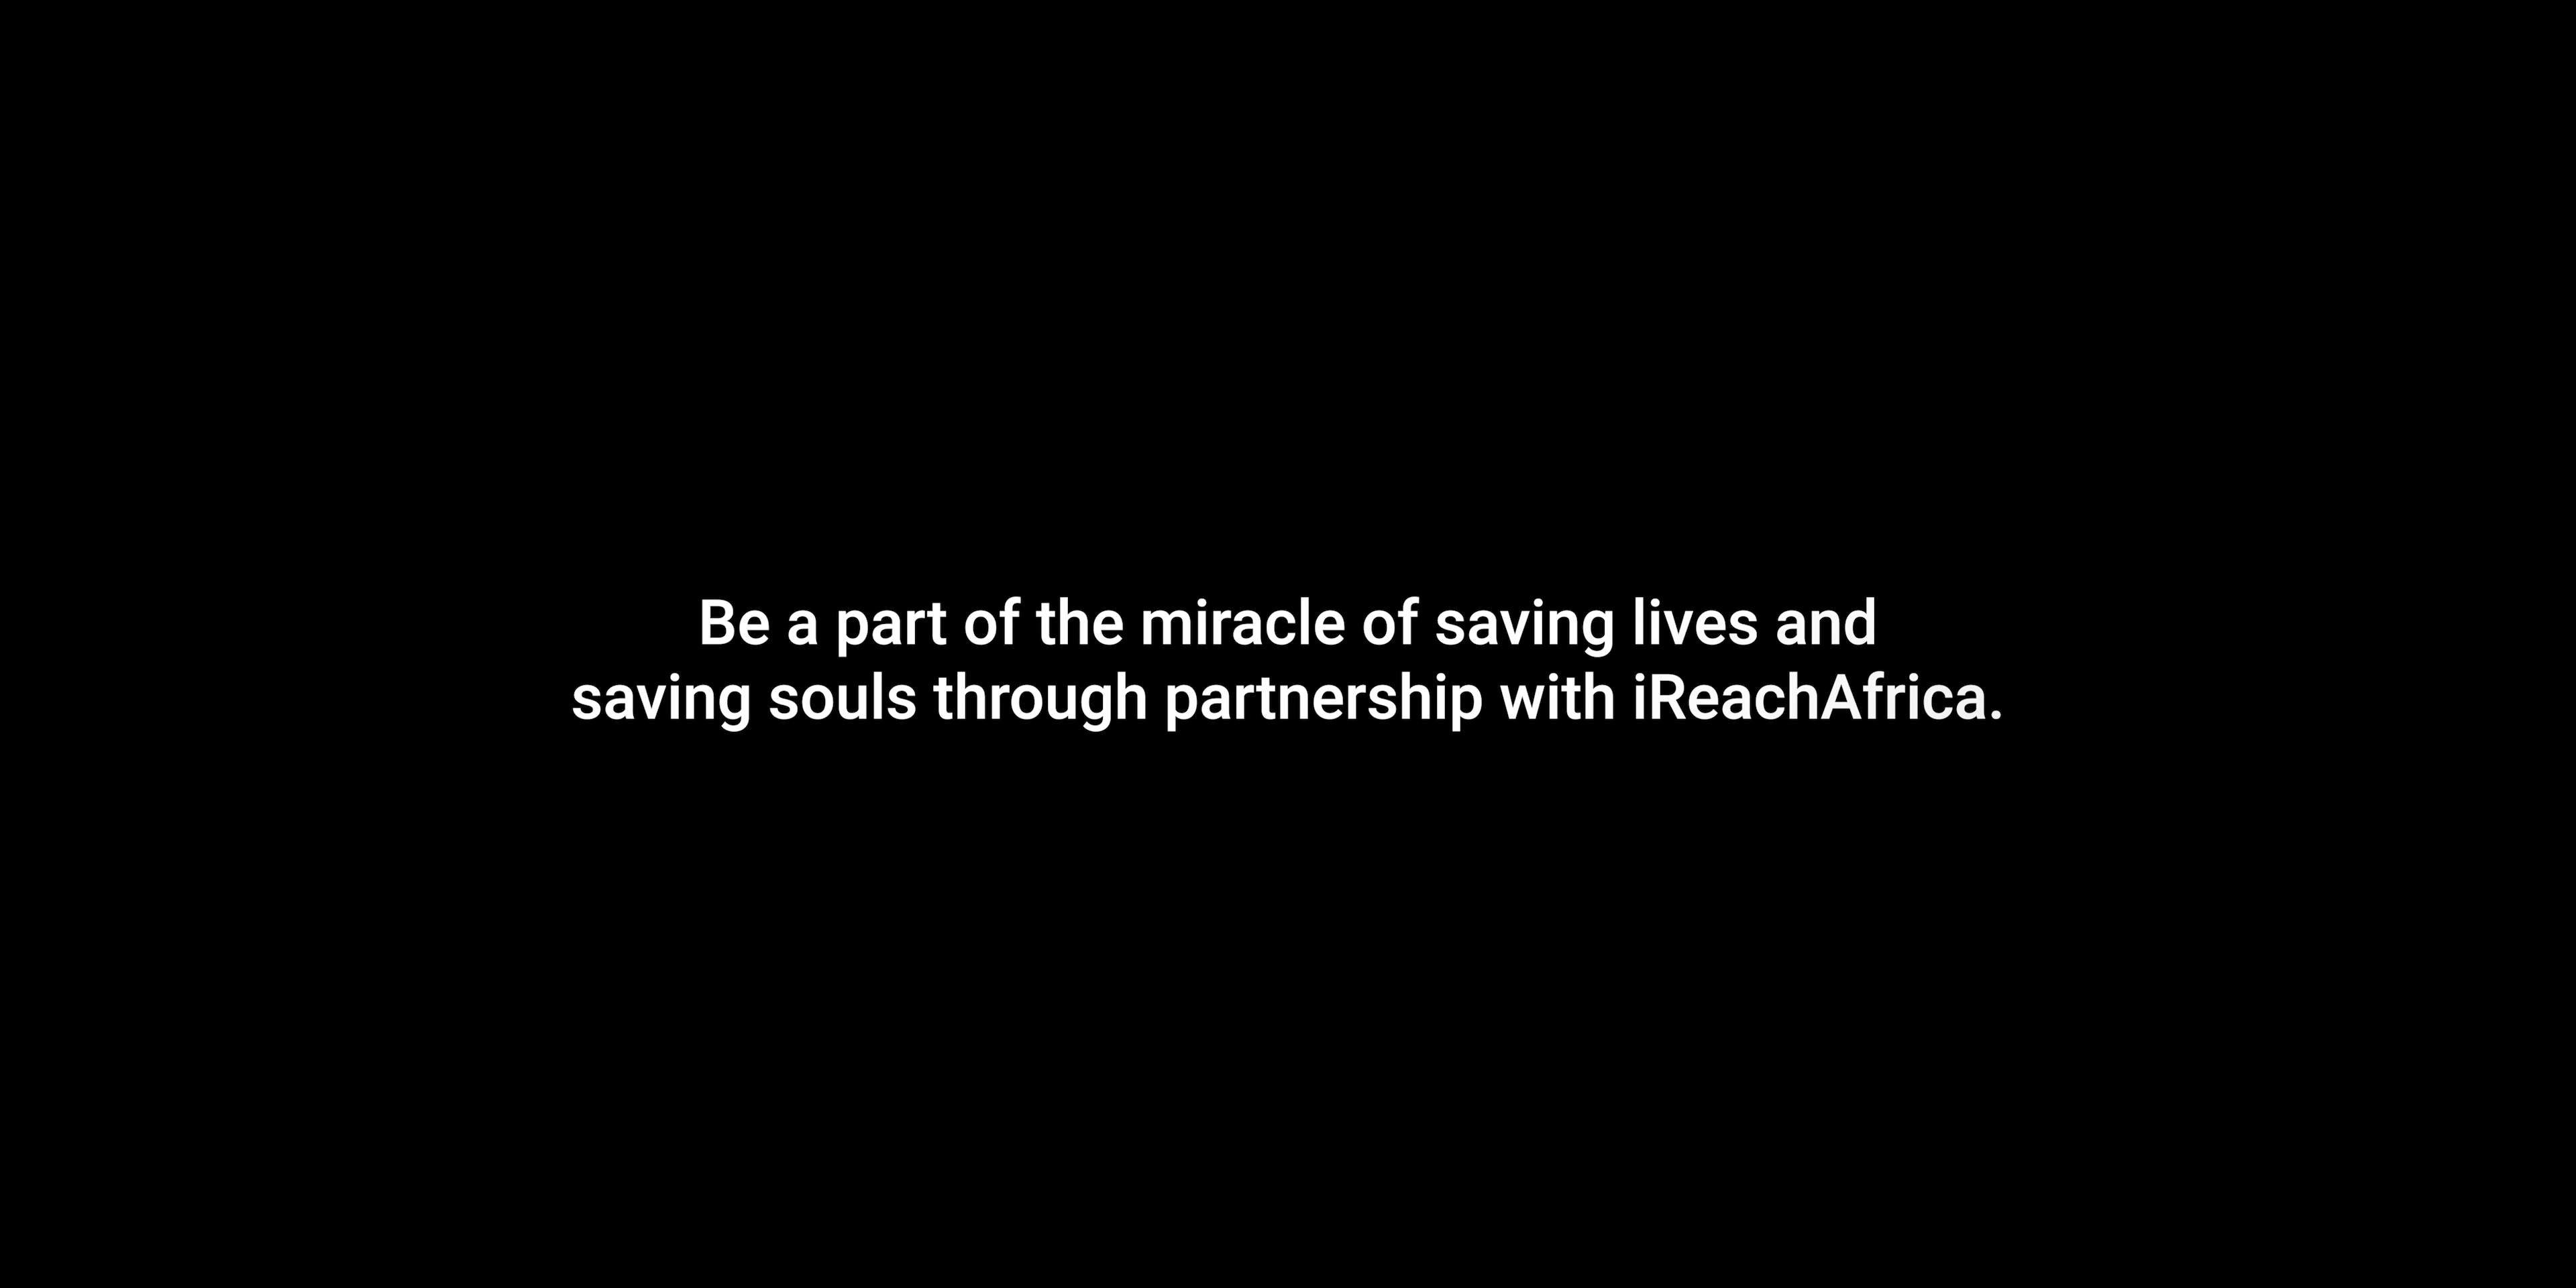 Be a part of the miracle of saving lives and
saving souls through partnership with iReachAfrica.